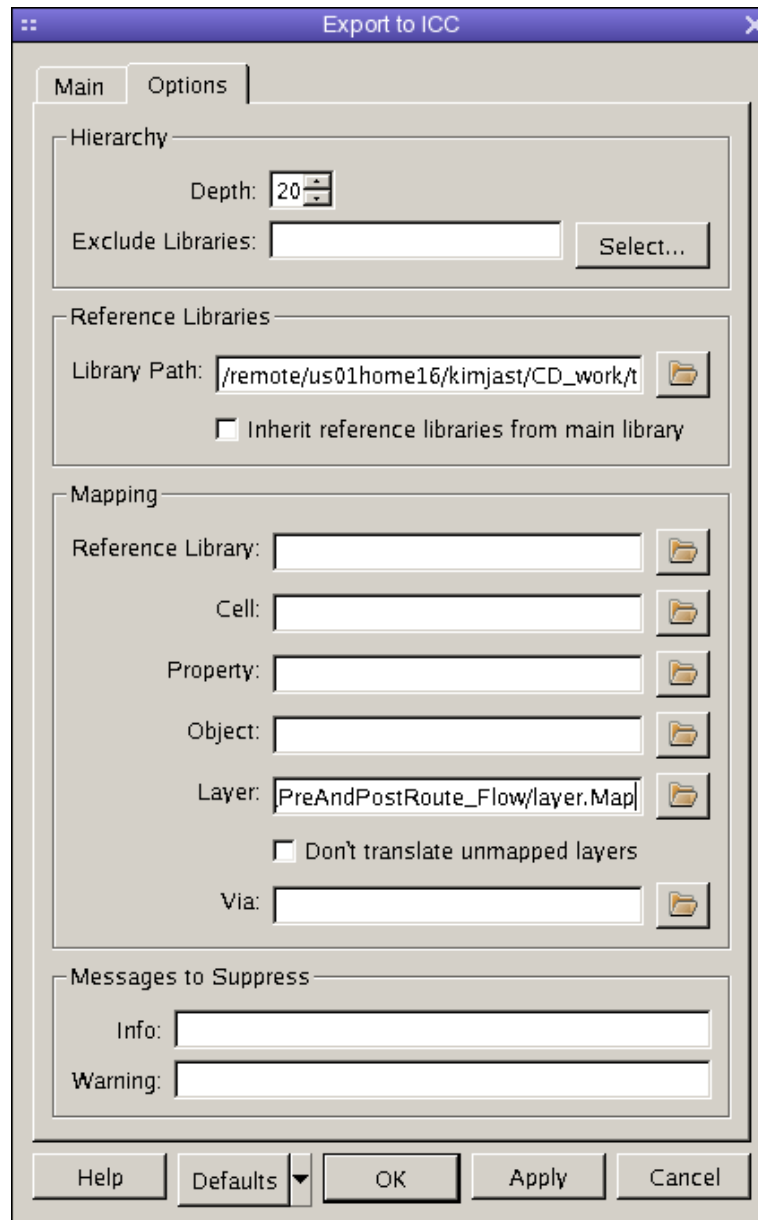 Export to ICC
Main Options
Hierarchy
Depth: 20
Exclude Libraries: Select...
Reference Libraries
Library Path: /remote/us01home16/kimjast/CD_work/t
Inherit reference libraries from main library
Mapping
Reference Library:
Cell:
Property:
Object:
Layer: .PreAndPostRoute_Flow/layer.Map
Don't translate unmapped layers
Via:
Messages to Suppress
Info:
Warning:
Help Defaults OK Apply Cancel